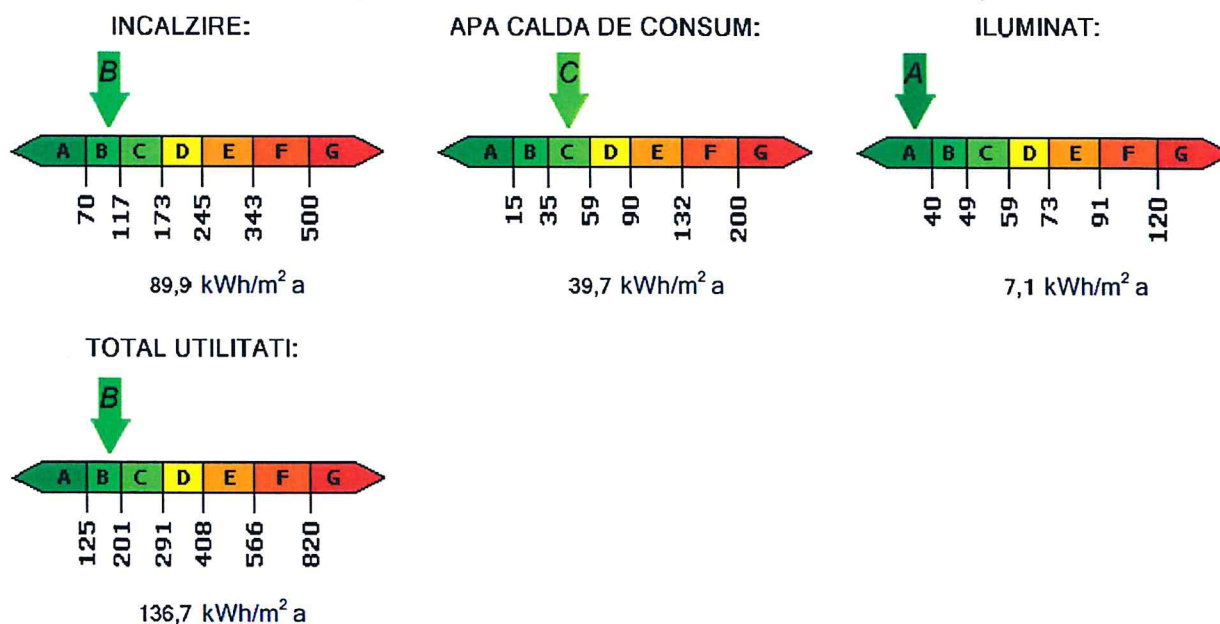 INCALZIRE:
B
A B C D E F G
70 117 173 245 343 500
89,9 kWh/m² a
APA CALDA DE CONSUM:
C
A B C D E F G
15 35 59 90 132 200
39,7 kWh/m² a
ILUMINAT:
A
A B C D E F G
40 49 59 73 91 120
7,1 kWh/m² a
TOTAL UTILITATI:
B
A B C D E F G
125 201 291 408 566 820
136,7 kWh/m² a